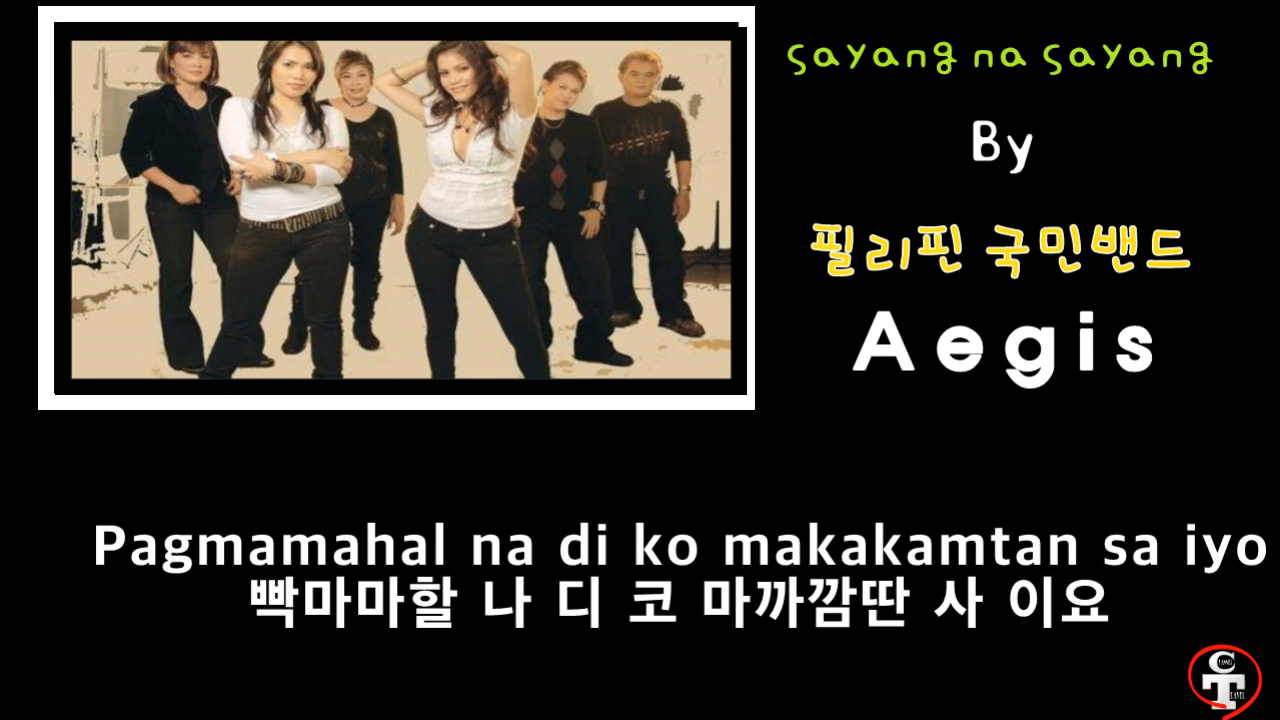 Sayang na Sayang
By
필리핀 국민밴드
Aegis
Pagmamahal na di ko makakamtan sa iyo
빡마마할 나 디 코 마까깜딴 사 이요
CT